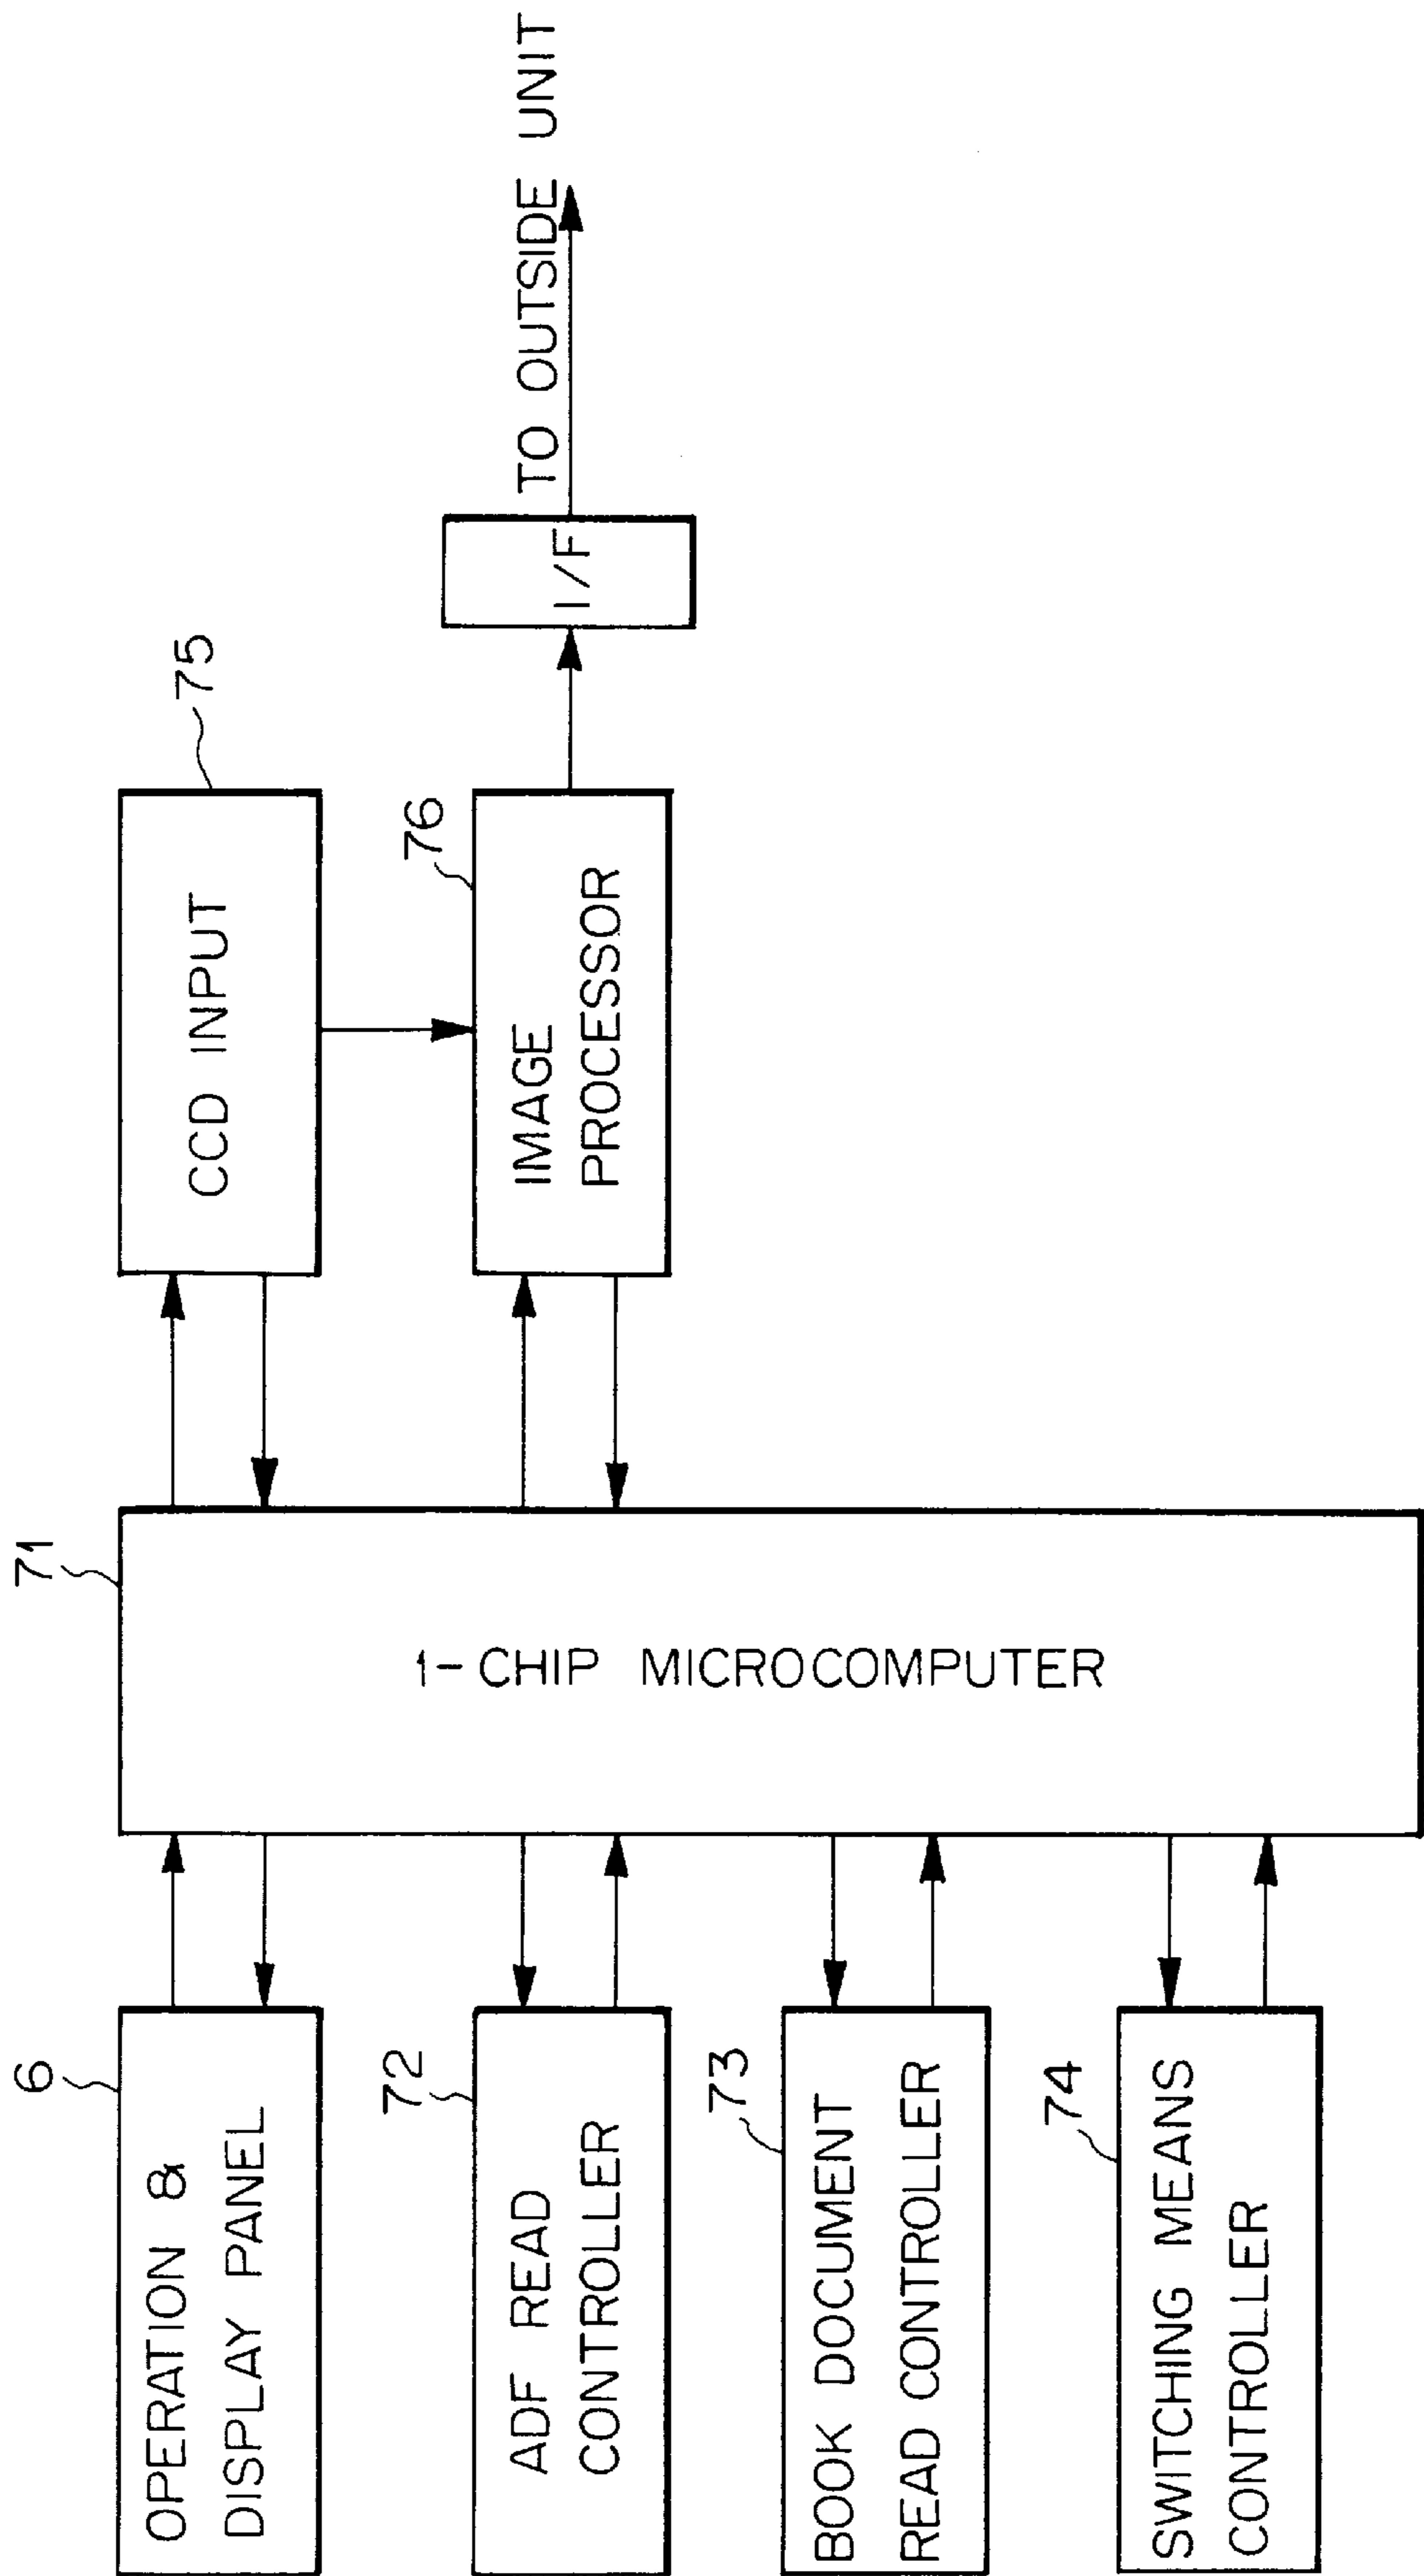 6
OPERATION &
DISPLAY PANEL
72
ADF READ
CONTROLLER
73
BOOK DOCUMENT
READ CONTROLLER
74
SWITCHING MEANS
CONTROLLER
71
1-CHIP MICROCOMPUTER
75
CCD INPUT
76
IMAGE
PROCESSOR
I/F
TO OUTSIDE UNIT